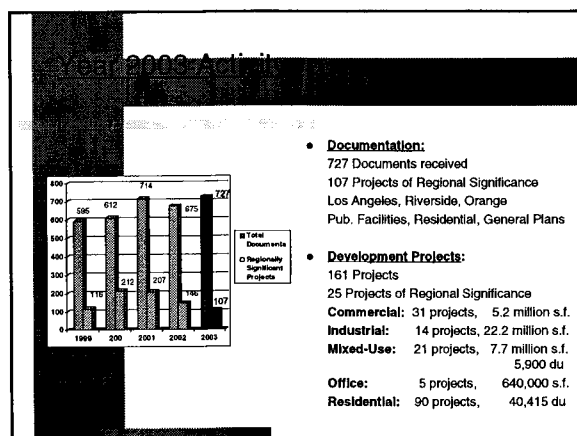 Year 2003 Activity
• Documentation:
727 Documents received
107 Projects of Regional Significance
Los Angeles, Riverside, Orange
Pub. Facilities, Residential, General Plans
• Development Projects:
161 Projects
25 Projects of Regional Significance
Commercial: 31 projects, 5.2 million s.f.
Industrial: 14 projects, 22.2 million s.f.
Mixed-Use: 21 projects, 7.7 million s.f.
5,900 du
Office: 5 projects, 640,000 s.f.
Residential: 90 projects, 40,415 du
800
700
600
500
400
300
200
100
0
595
116
612
212
714
207
675
146
727
107
1999
200
2001
2002
2003
Total
Documents
Regionally
Significant
Projects